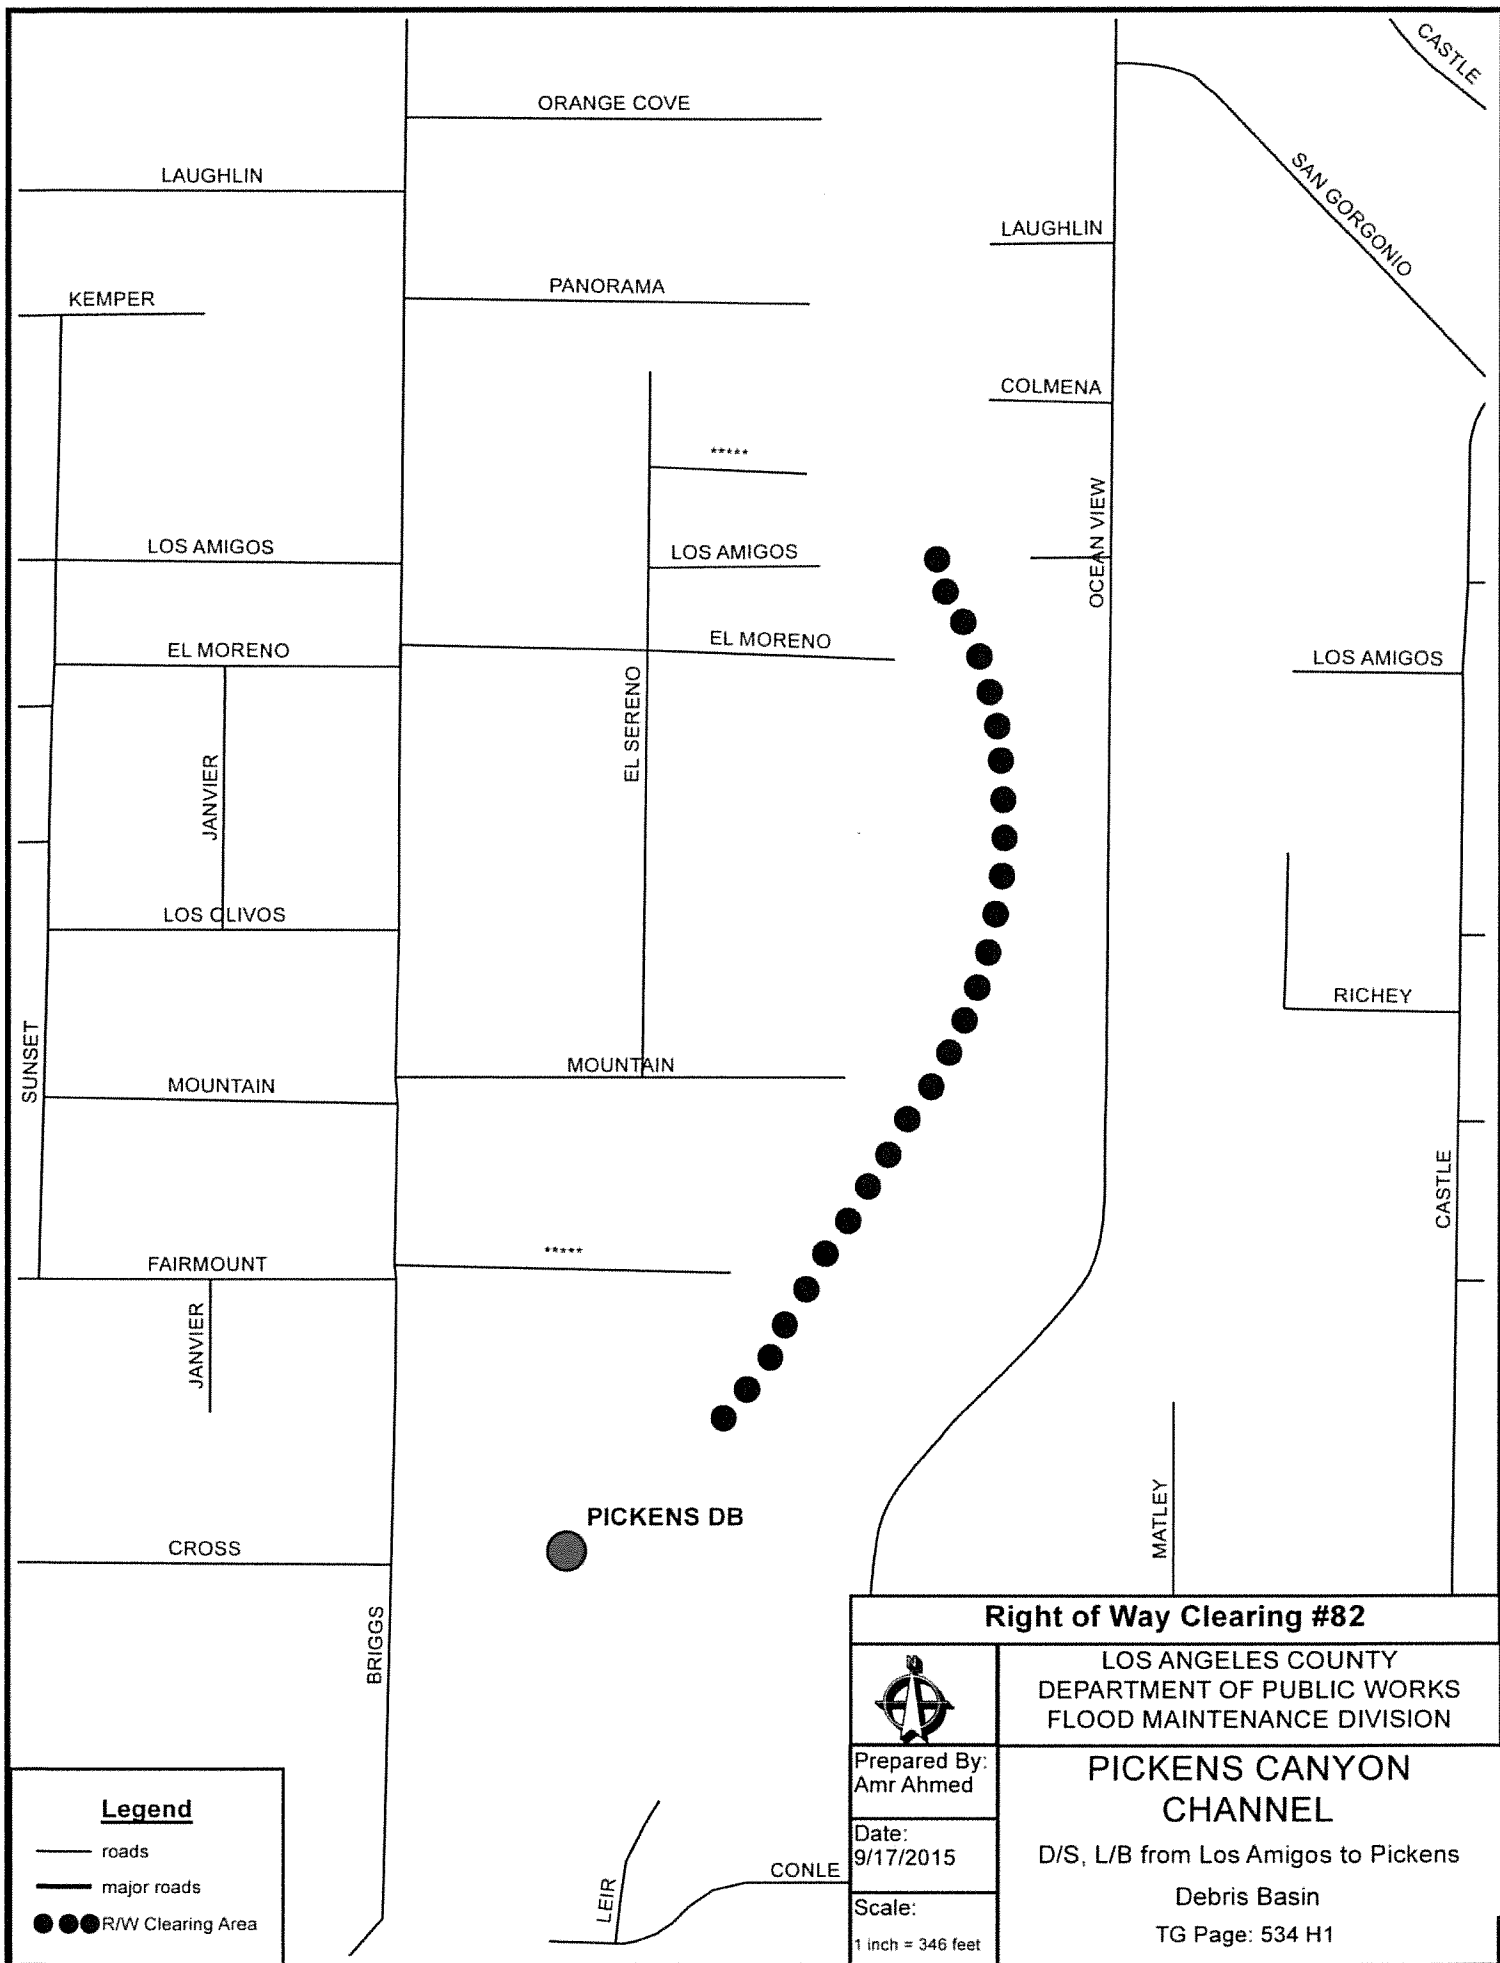 CASTLE
ORANGE COVE
SAN GORGONIO
LAUGHLIN
LAUGHLIN
PANORAMA
KEMPER
COLMENA
*****
OCEAN VIEW
LOS AMIGOS
LOS AMIGOS
EL MORENO
EL MORENO
LOS AMIGOS
EL SERENO
JANVIER
LOS OLIVOS
RICHEY
SUNSET
MOUNTAIN
MOUNTAIN
CASTLE
*****
FAIRMOUNT
JANVIER
MATLEY
PICKENS DB
CROSS
BRIGGS
LEIR
CONLE
Right of Way Clearing #82
N
LOS ANGELES COUNTY
DEPARTMENT OF PUBLIC WORKS
FLOOD MAINTENANCE DIVISION
Prepared By:
Amr Ahmed
Date:
9/17/2015
Scale:
1 inch = 346 feet
PICKENS CANYON
CHANNEL
D/S, L/B from Los Amigos to Pickens
Debris Basin
TG Page: 534 H1
Legend
roads
major roads
R/W Clearing Area